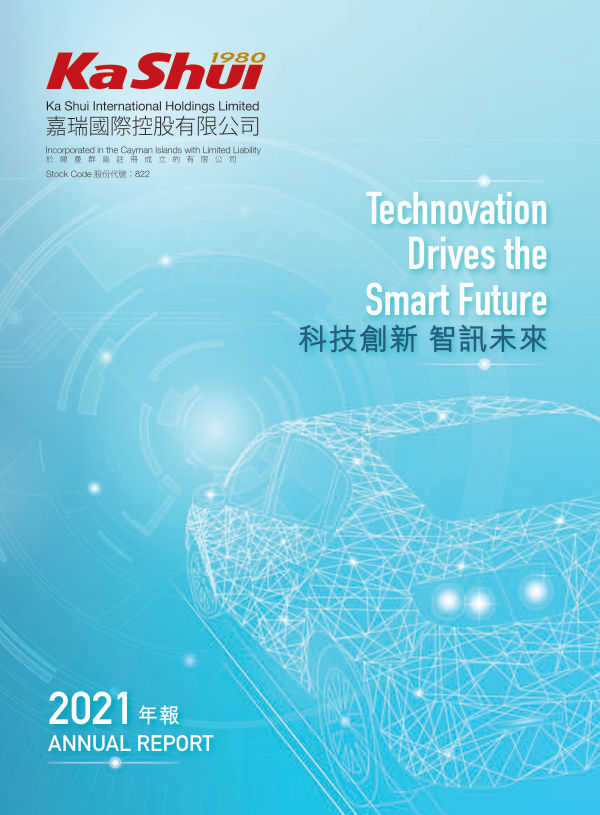 1980
Ka Shui
Ka Shui International Holdings Limited
嘉瑞國際控股有限公司
Incorporated in the Cayman Islands with Limited Liability
於開曼群島註冊成立的有限公司
Stock Code 股份代號：822
Technovation
Drives the
Smart Future
科技創新 智訊未來
2021 年報
ANNUAL REPORT